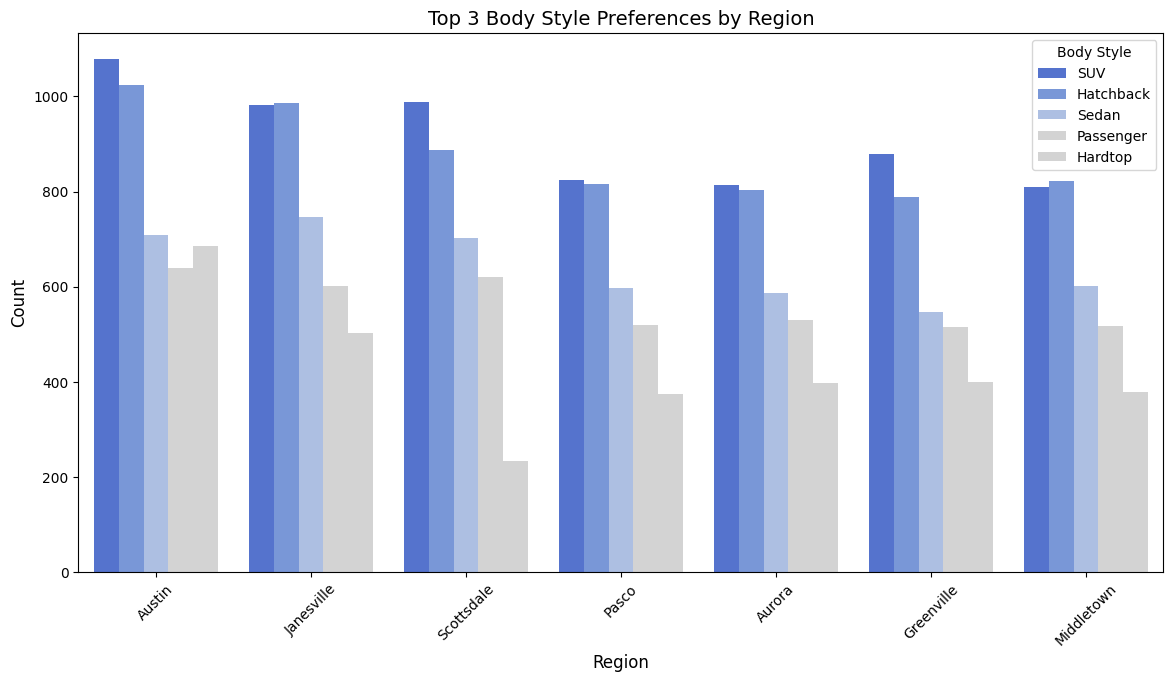 Top 3 Body Style Preferences by Region
Body Style
SUV
Hatchback
Sedan
Passenger
Hardtop
Count
1000
800
600
400
200
0
Austin
Janesville
Scottsdale
Pasco
Aurora
Greenville
Middletown
Region